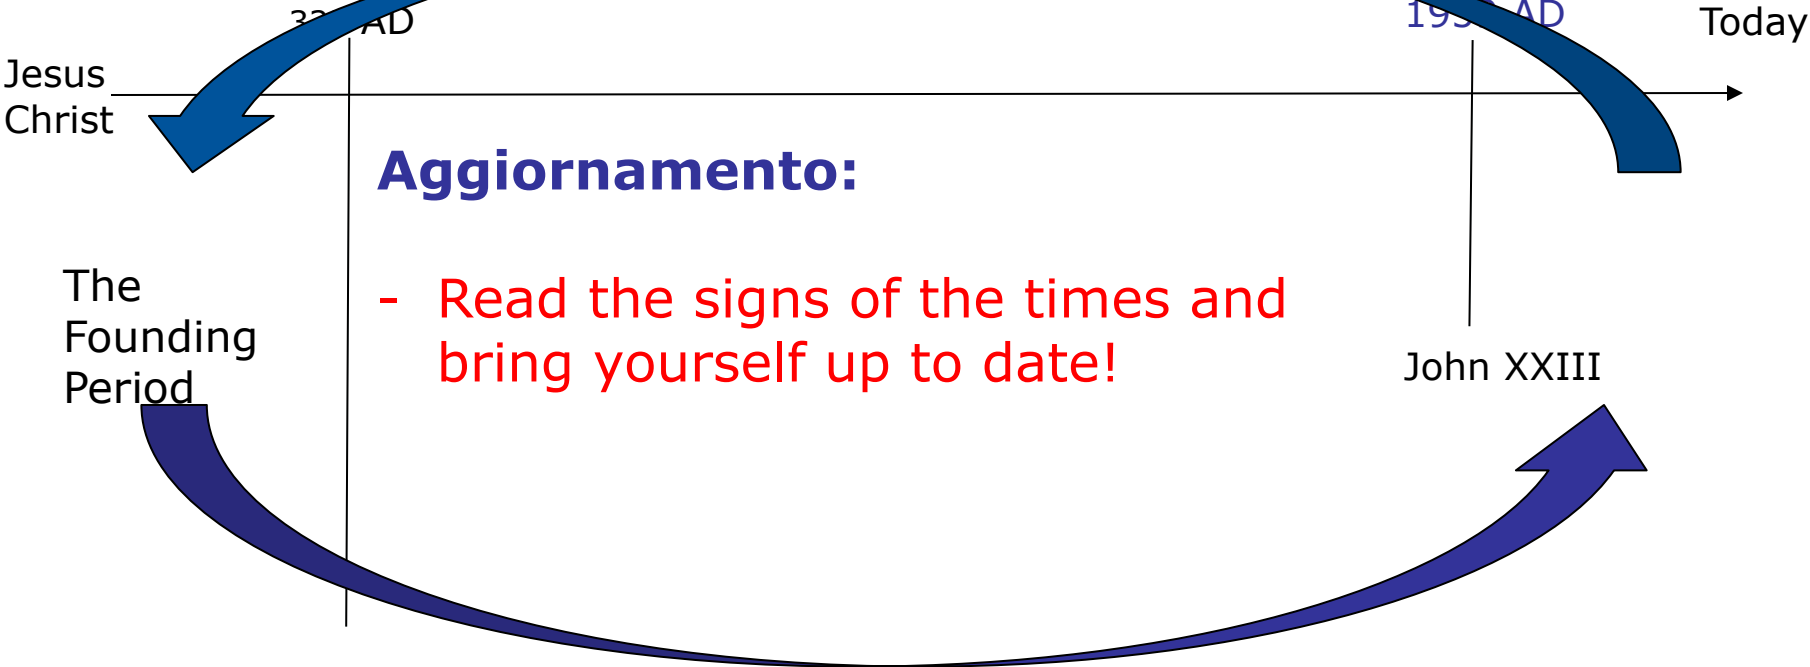 AD
AD
Today
Jesus
Christ
Aggiornamento:
The
Founding
Period
- Read the signs of the times and
bring yourself up to date!
John XXIII